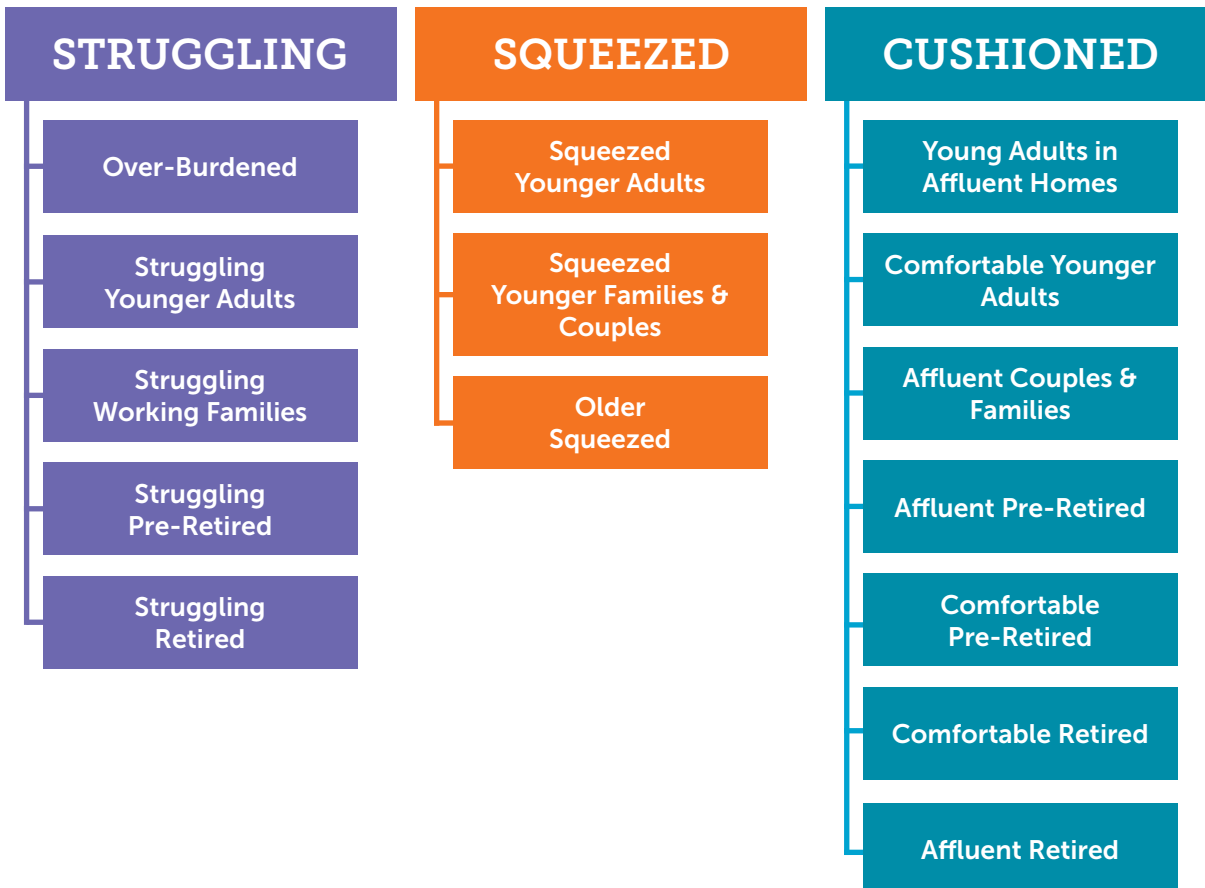 STRUGGLING
Over-Burdened
Struggling
Younger Adults
Struggling
Working Families
Struggling
Pre-Retired
Struggling
Retired
SQUEEZED
Squeezed
Younger Adults
Squeezed
Younger Families &
Couples
Older
Squeezed
CUSHIONED
Young Adults in
Affluent Homes
Comfortable Younger
Adults
Affluent Couples &
Families
Affluent Pre-Retired
Comfortable
Pre-Retired
Comfortable Retired
Affluent Retired